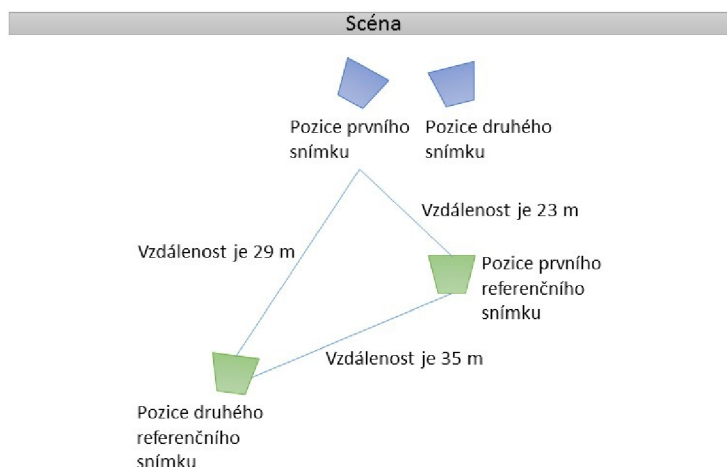 Scéna
Pozice prvního
snímku
Pozice druhého
snímku
Vzdálenost je 23 m
Vzdálenost je 29 m
Pozice prvního
referenčního
snímku
Vzdálenost je 35 m
Pozice druhého
referenčního
snímku